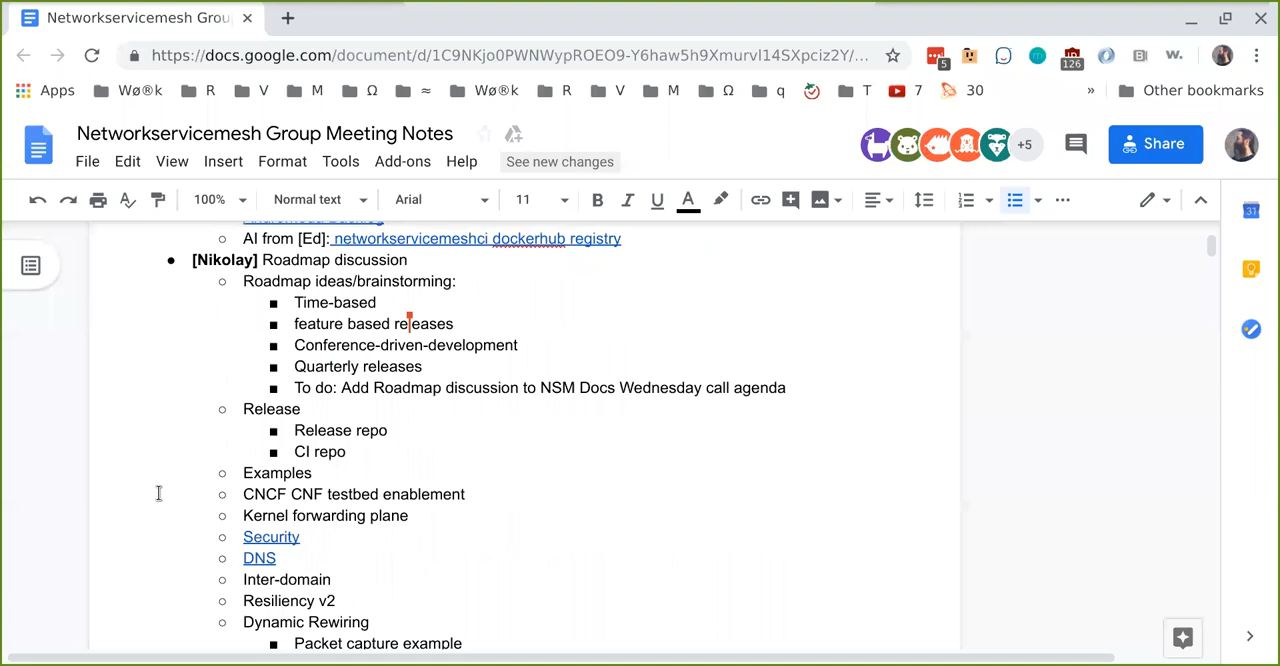 Networkservicemesh Grou
https://docs.google.com/document/d/1C9NKjo0PWNWypROEO9-Y6haw5h9XmurvI14SXpciz2Y/...
5
126
W.
Apps Wø®k R V M Ω ≈ Wø®k R V M Ω q T 7 30 » Other bookmarks
Networkservicemesh Group Meeting Notes
File Edit View Insert Format Tools Add-ons Help See new changes
+5
Share
100% Normal text Arial 11 B I U A
31
AI from [Ed]: networkservicemeshci dockerhub registry
[Nikolay] Roadmap discussion
Roadmap ideas/brainstorming:
Time-based
feature based releases
Conference-driven-development
Quarterly releases
To do: Add Roadmap discussion to NSM Docs Wednesday call agenda
Release
Release repo
CI repo
Examples
CNCF CNF testbed enablement
Kernel forwarding plane
Security
DNS
Inter-domain
Resiliency v2
Dynamic Rewiring
Packet capture example